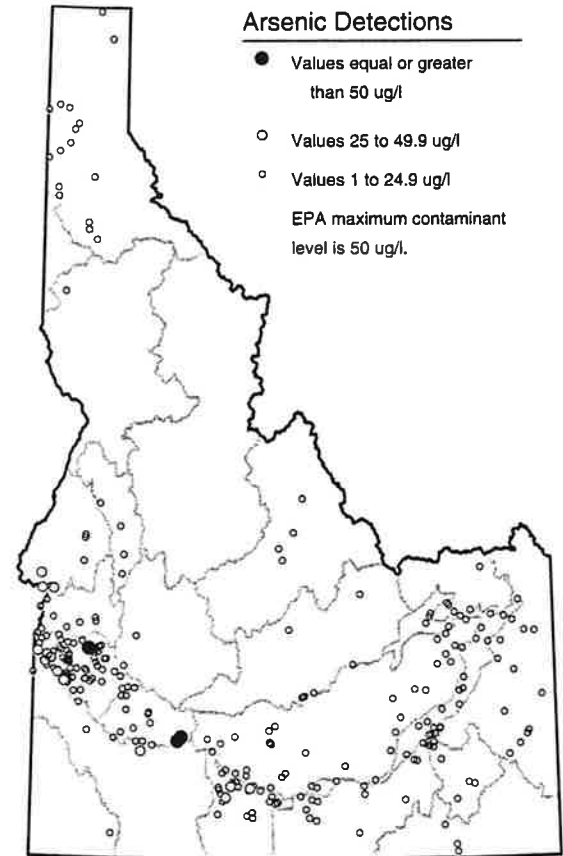 Arsenic Detections
Values equal or greater
than 50 ug/l
Values 25 to 49.9 ug/l
Values 1 to 24.9 ug/l
EPA maximum contaminant
level is 50 ug/l.